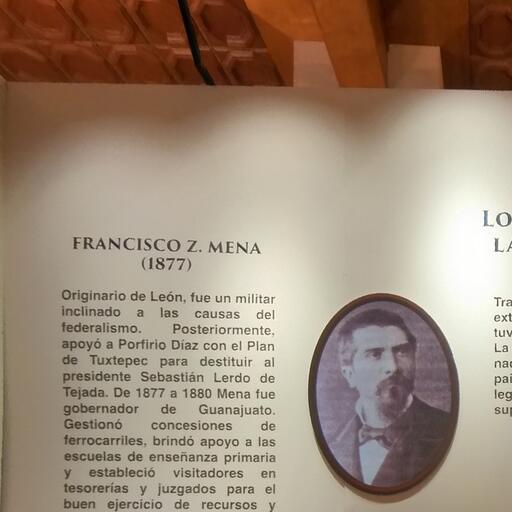 FRANCISCO Z. MENA
(1877)
Originario de León, fue un militar
inclinado a las causas del
federalismo. Posteriormente,
apoyó a Porfirio Díaz con el Plan
de Tuxtepec para destituir al
presidente Sebastián Lerdo de
Tejada. De 1877 a 1880 Mena fue
gobernador de Guanajuato.
Gestionó concesiones de
ferrocarriles, brindó apoyo a las
escuelas de enseñanza primaria
y estableció visitadores en
tesorerías y juzgados para el
buen ejercicio de recursos y
LO
LA
Tra
ext
tuv
La
nac
paí
leg
sup